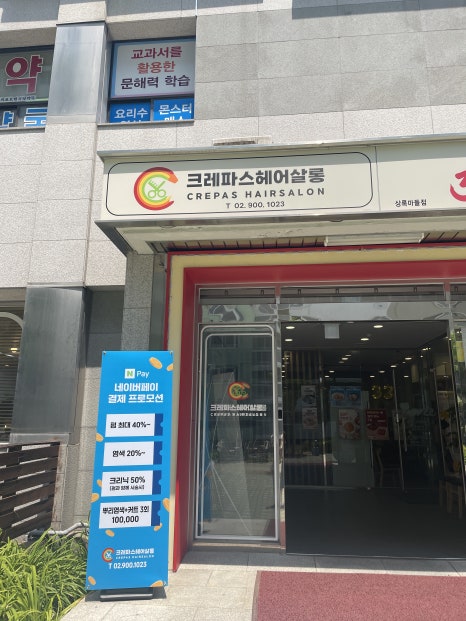 약
교과서를
활용한
문해력 학습
요리수
몬스터
크레파스헤어살롱
CREPAS HAIRSALON
T 02. 900. 1023
상록마들점
N Pay
네이버페이
결제 프로모션
펌 최대 40%~
염색 20%~
크리닉 50%
뿌리염색+커트 3회
100,000
크레파스헤어살롱
CREPAS HAIRSALON
T 02.900.1023
크레파스헤어살롱